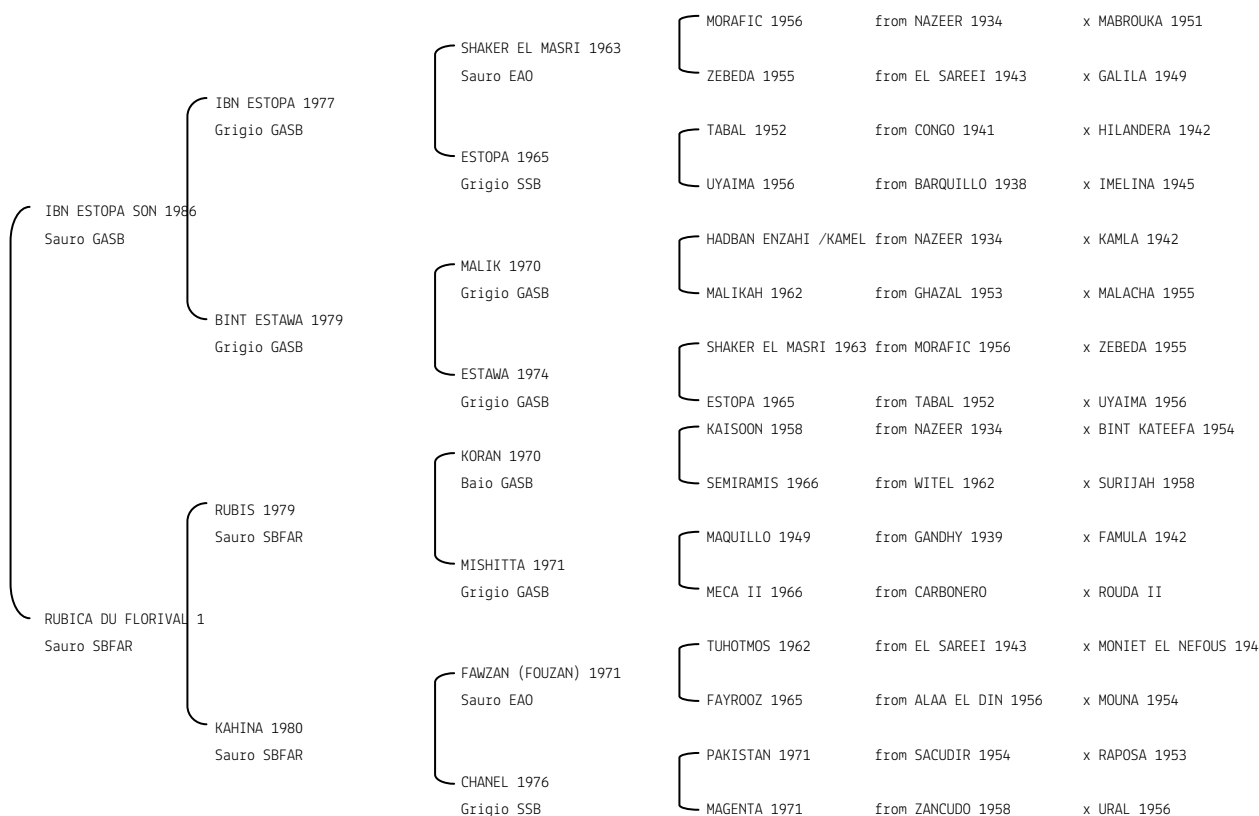 MORAFIC 1956 from NAZEER 1934 x MABROUKA 1951
SHAKER EL MASRI 1963
Sauro EAO
ZEBEDA 1955 from EL SAREEI 1943 x GALILA 1949
IBN ESTOPA 1977
Grigio GASB
TABAL 1952 from CONGO 1941 x HILANDERA 1942
ESTOPA 1965
Grigio SSB
UYAIMA 1956 from BARQUILLO 1938 x IMELINA 1945
IBN ESTOPA SON 1986
Sauro GASB
HADBAN ENZAHI /KAMEL from NAZEER 1934 x KAMLA 1942
MALIK 1970
Grigio GASB
MALIKAH 1962 from GHAZAL 1953 x MALACHA 1955
BINT ESTAWA 1979
Grigio GASB
SHAKER EL MASRI 1963 from MORAFIC 1956 x ZEBEDA 1955
ESTAWA 1974
Grigio GASB
ESTOPA 1965 from TABAL 1952 x UYAIMA 1956
KAISOON 1958 from NAZEER 1934 x BINT KATEEFA 1954
KORAN 1970
Baio GASB
SEMIRAMIS 1966 from WITEL 1962 x SURIJAH 1958
RUBIS 1979
Sauro SBFAR
MAQUILLO 1949 from GANDHY 1939 x FAMULA 1942
MISHITTA 1971
Grigio GASB
MECA II 1966 from CARBONERO x ROUDA II
RUBICA DU FLORIVAL 1
Sauro SBFAR
TUHOTMOS 1962 from EL SAREEI 1943 x MONIET EL NEFOUS 194
FAWZAN (FOUZAN) 1971
Sauro EAO
FAYROOZ 1965 from ALAA EL DIN 1956 x MOUNA 1954
KAHINA 1980
Sauro SBFAR
PAKISTAN 1971 from SACUDIR 1954 x RAPOSA 1953
CHANEL 1976
Grigio SSB
MAGENTA 1971 from ZANCUDO 1958 x URAL 1956